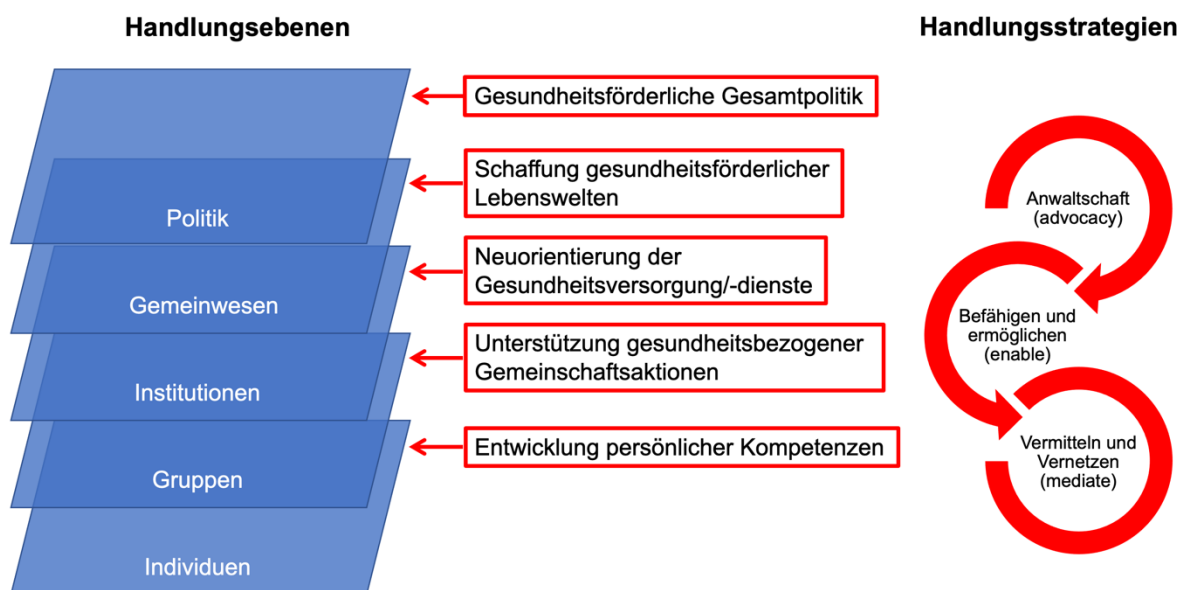 Handlungsebenen
Politik
Gemeinwesen
Institutionen
Gruppen
Individuen
Gesundheitsförderliche Gesamtpolitik
Schaffung gesundheitsförderlicher
Lebenswelten
Neuorientierung der
Gesundheitsversorgung/-dienste
Unterstützung gesundheitsbezogener
Gemeinschaftsaktionen
Entwicklung persönlicher Kompetenzen
Handlungsstrategien
Anwaltschaft
(advocacy)
Befähigen und
ermöglichen
(enable)
Vermitteln und
Vernetzen
(mediate)